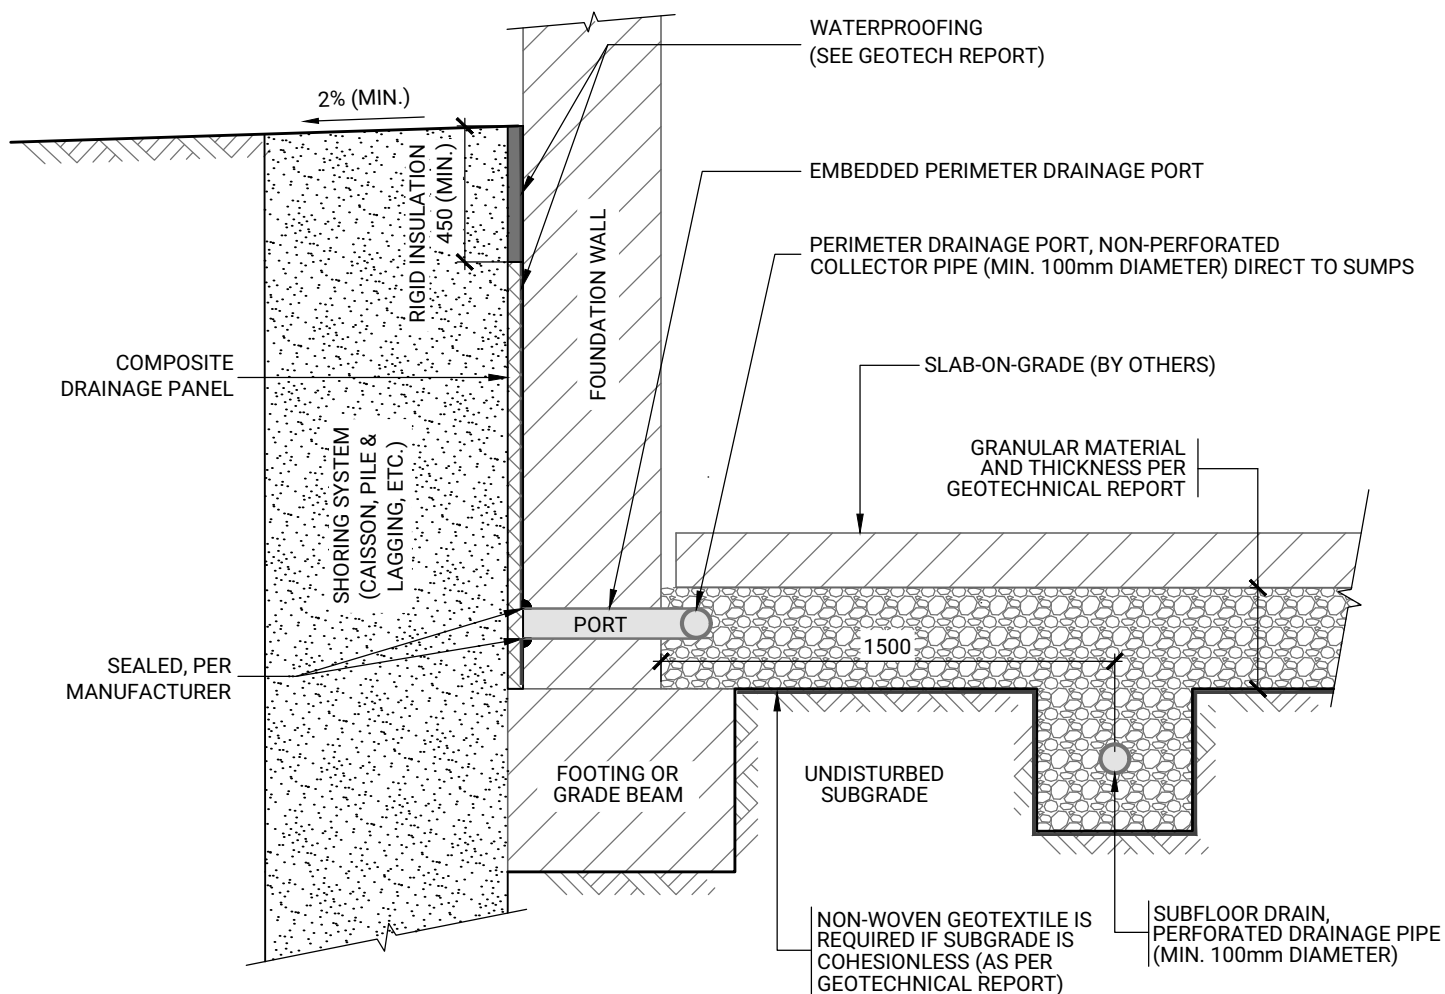 WATERPROOFING
(SEE GEOTECH REPORT)
2% (MIN.)
RIGID INSULATION
450 (MIN.)
EMBEDDED PERIMETER DRAINAGE PORT
FOUNDATION WALL
PERIMETER DRAINAGE PORT, NON-PERFORATED
COLLECTOR PIPE (MIN. 100mm DIAMETER) DIRECT TO SUMPS
COMPOSITE
DRAINAGE PANEL
SLAB-ON-GRADE (BY OTHERS)
SHORING SYSTEM
(CAISSON, PILE &
LAGGING, ETC.)
GRANULAR MATERIAL
AND THICKNESS PER
GEOTECHNICAL REPORT
PORT
1500
SEALED, PER
MANUFACTURER
FOOTING OR
GRADE BEAM
UNDISTURBED
SUBGRADE
NON-WOVEN GEOTEXTILE IS
REQUIRED IF SUBGRADE IS
COHESIONLESS (AS PER
GEOTECHNICAL REPORT)
SUBFLOOR DRAIN,
PERFORATED DRAINAGE PIPE
(MIN. 100mm DIAMETER)